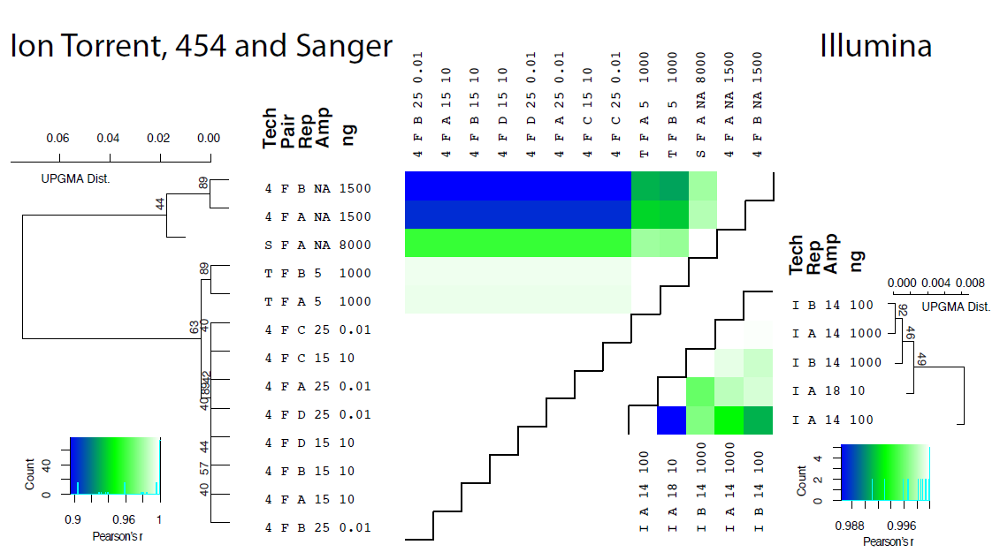 Ion Torrent, 454 and Sanger
Illumina
4 F B 25 0.01
4 F A 15 10
4 F B 15 10
4 F D 15 10
4 F D 25 0.01
4 F A 25 0.01
4 F C 15 10
4 F C 25 0.01
T F A 5 1000
T F B 5 1000
S F A NA 8000
4 F A NA 1500
4 F B NA 1500
Tech
Pair
Rep
Amp
ng
0.06 0.04 0.02 0.00
UPGMA Dist.
89
44
89
63
40
42
89
40
44
57
40
4 F B NA 1500
4 F A NA 1500
S F A NA 8000
T F B 5 1000
T F A 5 1000
4 F C 25 0.01
4 F C 15 10
4 F A 25 0.01
4 F D 25 0.01
4 F D 15 10
4 F B 15 10
4 F A 15 10
4 F B 25 0.01
Count
0 40
0.9 0.96 1
Pearson's r
Tech
Rep
Amp
ng
0.000 0.004 0.008
UPGMA Dist.
92
46
49
I B 14 100
I A 14 1000
I B 14 1000
I A 18 10
I A 14 100
I A 14 100
I A 18 10
I B 14 1000
I A 14 1000
I B 14 100
Count
0 2 4
0.988 0.996
Pearson's r